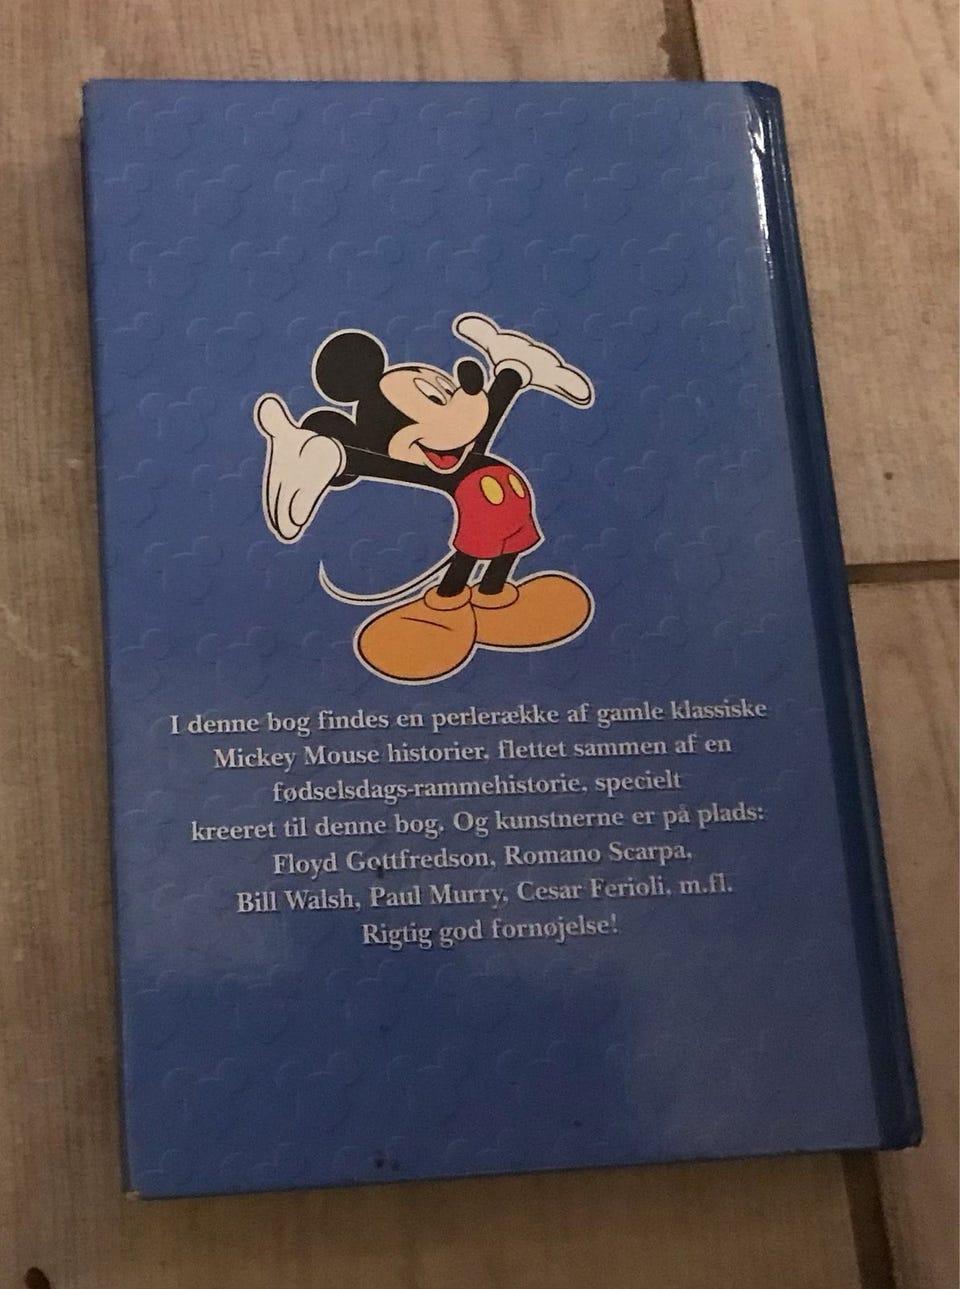 I denne bog findes en perlerække af gamle klassiske
Mickey Mouse historier, flettet sammen af en
fødselsdags-rammehistorie, specielt
kreeret til denne bog. Og kunstnerne er på plads:
Floyd Gottfredson, Romano Scarpa,
Bill Walsh, Paul Murry, Cesar Ferioli, m.fl.
Rigtig god fornøjelse!